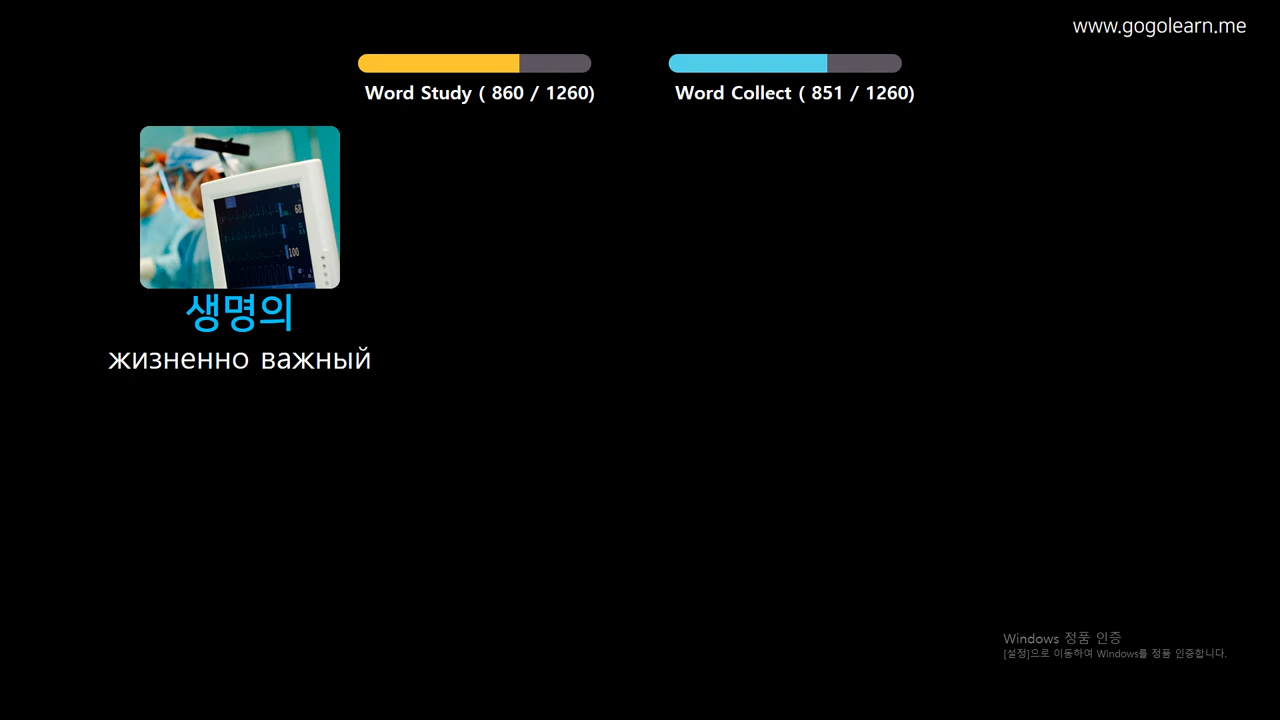 www.gogolearn.me
Word Study ( 860 / 1260)
Word Collect ( 851 / 1260)
68
100
생명의
жизненно важный
Windows 정품 인증
[설정]으로 이동하여 Windows를 정품 인증합니다.